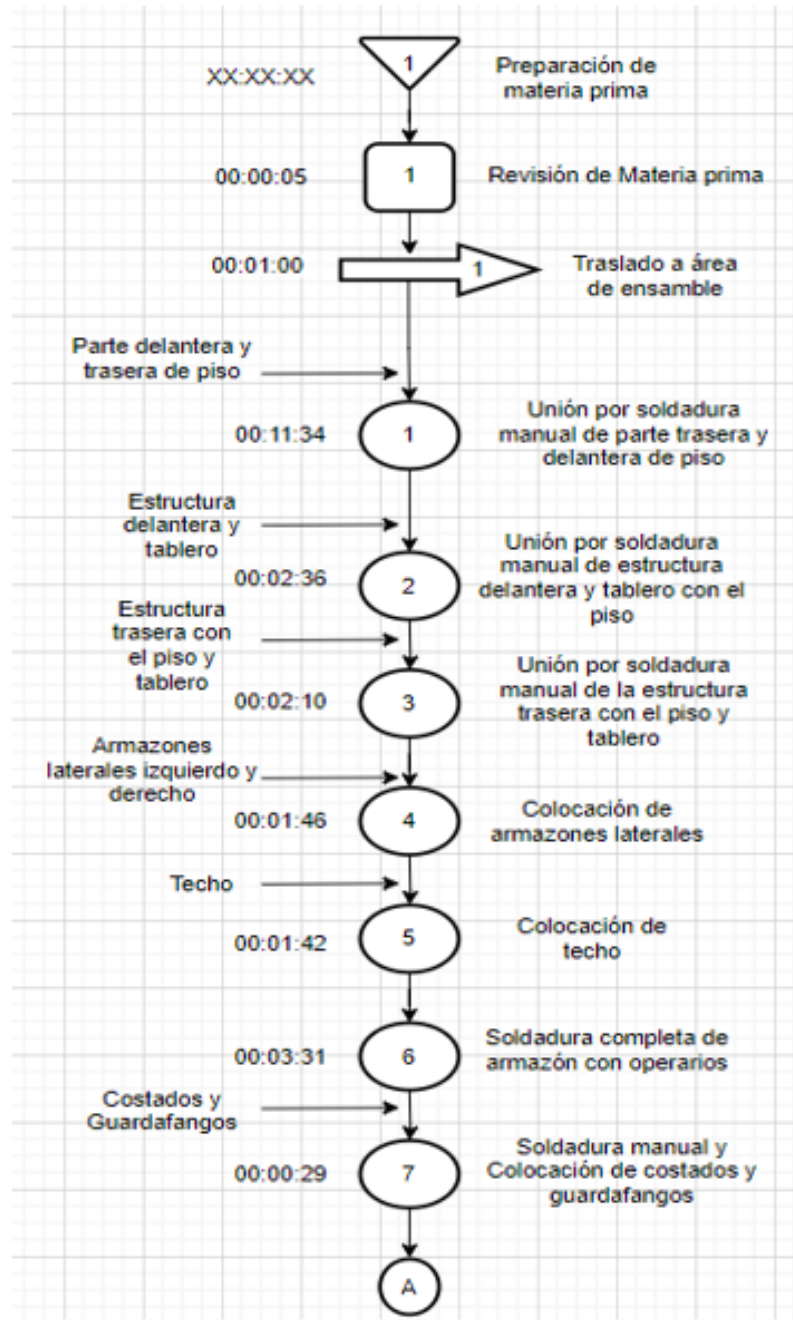 1
XX:XX:XX
Preparación de
materia prima
00:00:05
1
Revisión de Materia prima
00:01:00
1
Traslado a área
de ensamble
Parte delantera y
trasera de piso
00:11:34
1
Unión por soldadura
manual de parte trasera y
delantera de piso
Estructura
delantera y
tablero
00:02:36
2
Unión por soldadura
manual de estructura
delantera y tablero con el
piso
Estructura
trasera con
el piso y
tablero
00:02:10
3
Unión por soldadura
manual de la estructura
trasera con el piso y
tablero
Armazones
laterales izquierdo y
derecho
00:01:46
4
Colocación de
armazones laterales
Techo
00:01:42
5
Colocación de
techo
00:03:31
6
Soldadura completa de
armazón con operarios
Costados y
Guardafangos
00:00:29
7
Soldadura manual y
Colocación de costados y
guardafangos
A